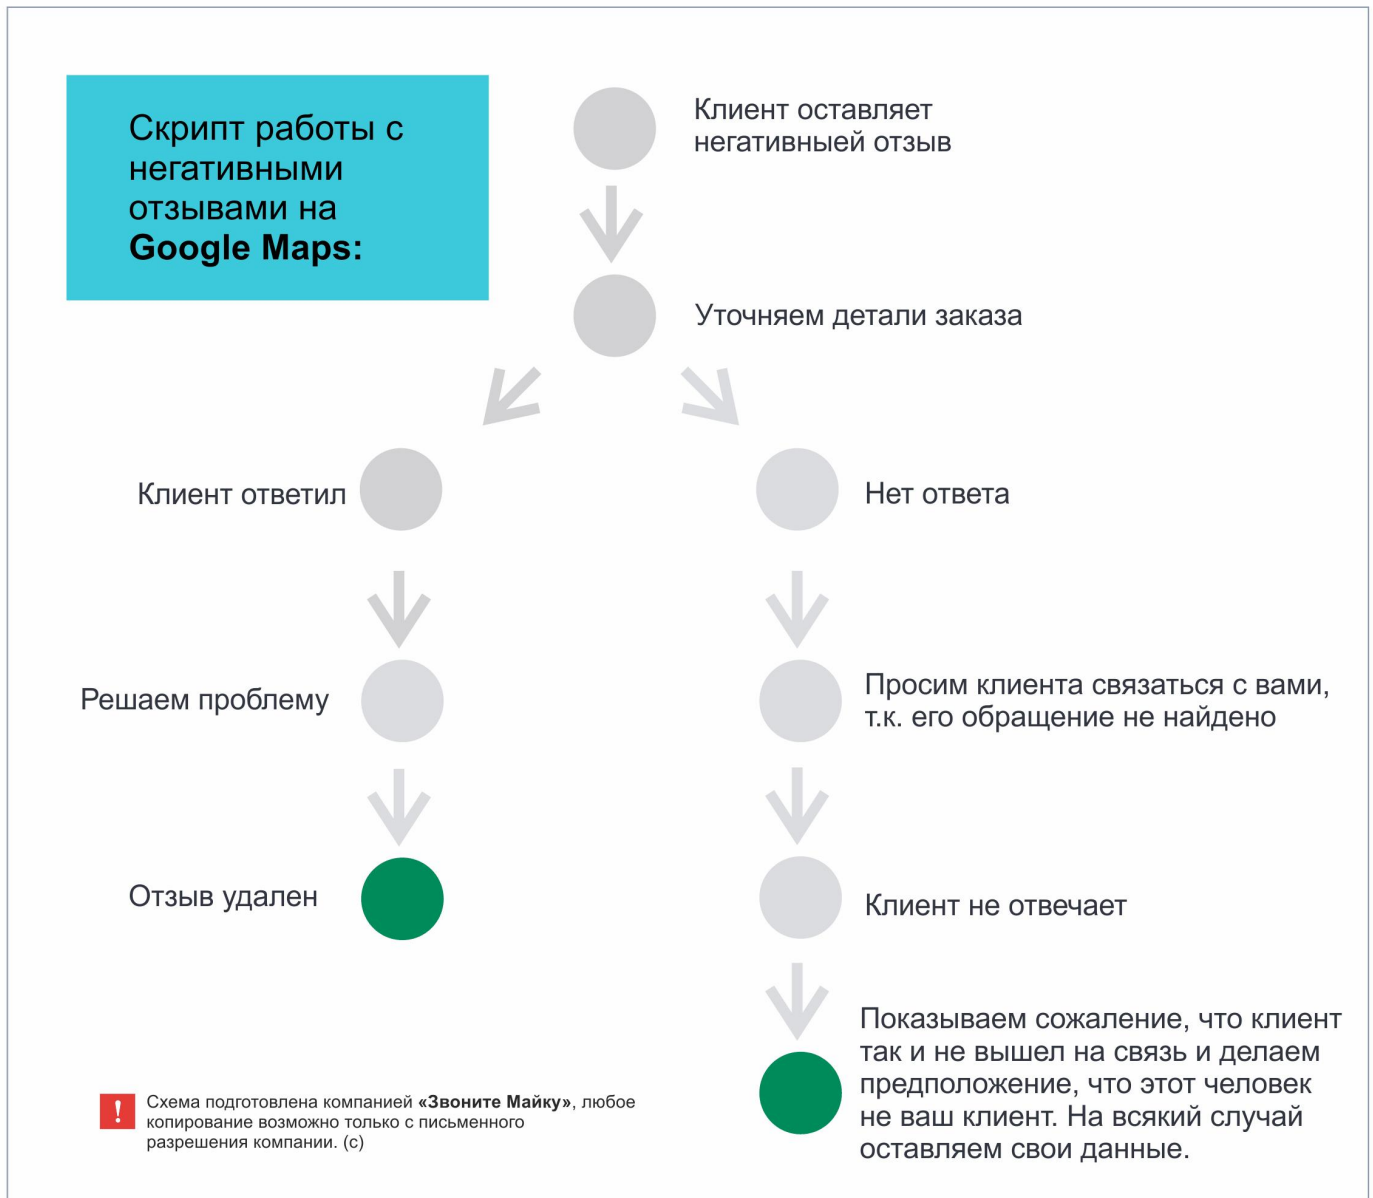 Скрипт работы с
негативными
отзывами на
Google Maps:
Клиент оставляет
негативныей отзыв
Уточняем детали заказа
Клиент ответил
Нет ответа
Решаем проблему
Просим клиента связаться с вами,
т.к. его обращение не найдено
Отзыв удален
Клиент не отвечает
Показываем сожаление, что клиент
так и не вышел на связь и делаем
предположение, что этот человек
не ваш клиент. На всякий случай
оставляем свои данные.
!
Схема подготовлена компанией «Звоните Майку», любое
копирование возможно только с письменного
разрешения компании. (с)